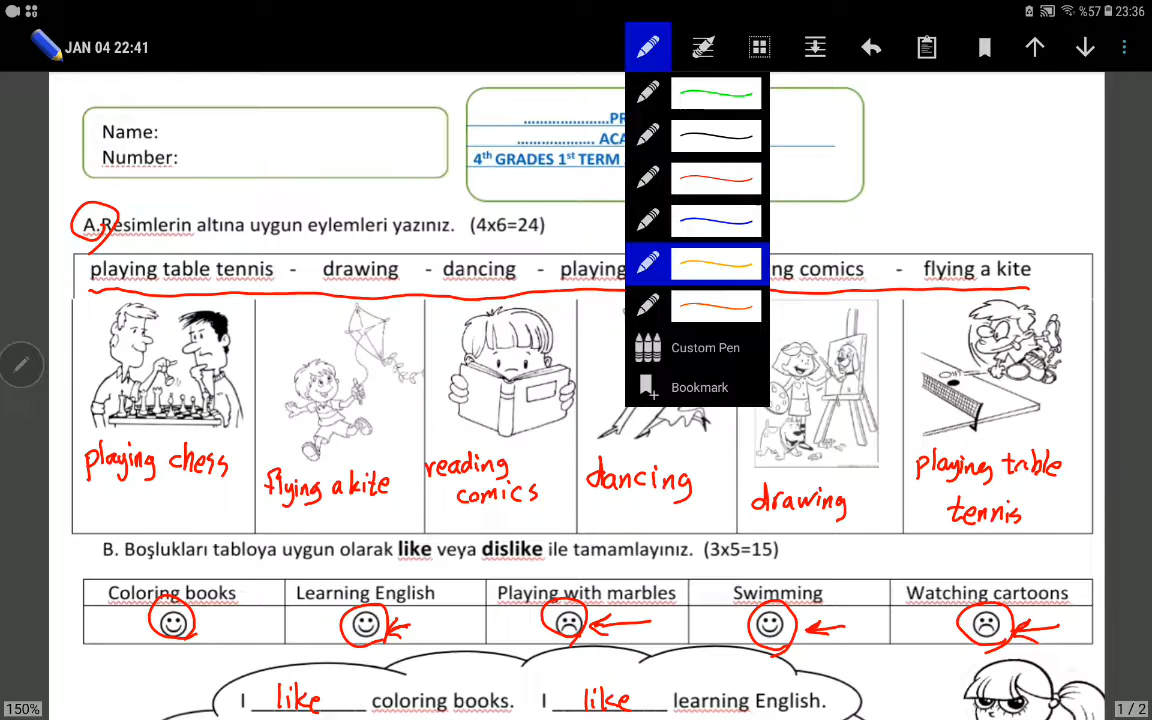 %57 23:36
JAN 04 22:41
Name:
Number:
4th GRADES 1st TERM
A.Resimlerin altına uygun eylemleri yazınız. (4x6=24)
playing table tennis - drawing - dancing - playing comics - flying a kite
Custom Pen
Bookmark
playing chess
flying a kite
reading
comics
dancing
drawing
playing table
tennis
B. Boşlukları tabloya uygun olarak like veya dislike ile tamamlayınız. (3x5=15)
Coloring books Learning English Playing with marbles Swimming Watching cartoons
I like coloring books. I like learning English.
150%
1 / 2